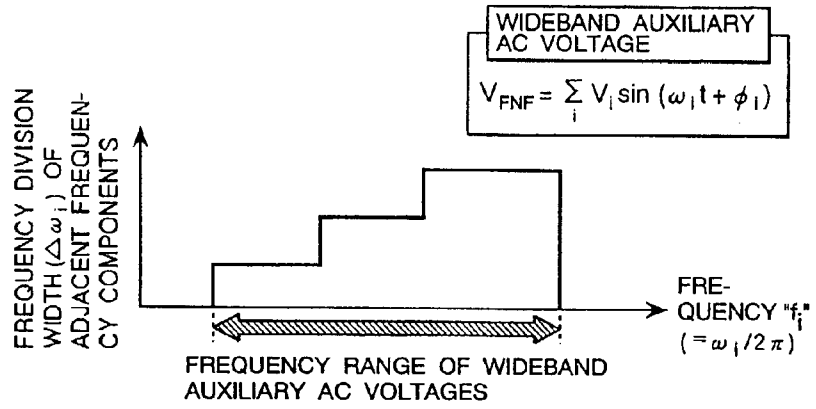 WIDEBAND AUXILIARY
AC VOLTAGE
V_FNF = Σ_i V_i sin (ω_i t + φ_i)
FREQUENCY DIVISION
WIDTH (Δω_i) OF
ADJACENT FREQUEN-
CY COMPONENTS
FRE-
QUENCY "f_i"
(=ω_i/2π)
FREQUENCY RANGE OF WIDEBAND
AUXILIARY AC VOLTAGES